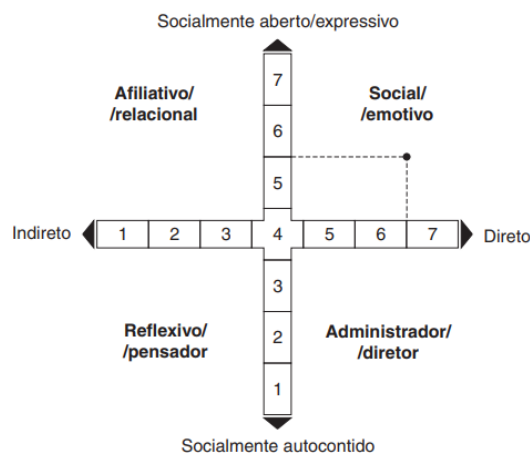 Socialmente aberto/expressivo
7
Afiliativo/
/relacional
Social/
/emotivo
6
5
Indireto
1 2 3 4 5 6 7
Direto
3
Reflexivo/
/pensador
2
Administrador/
/diretor
1
Socialmente autocontido